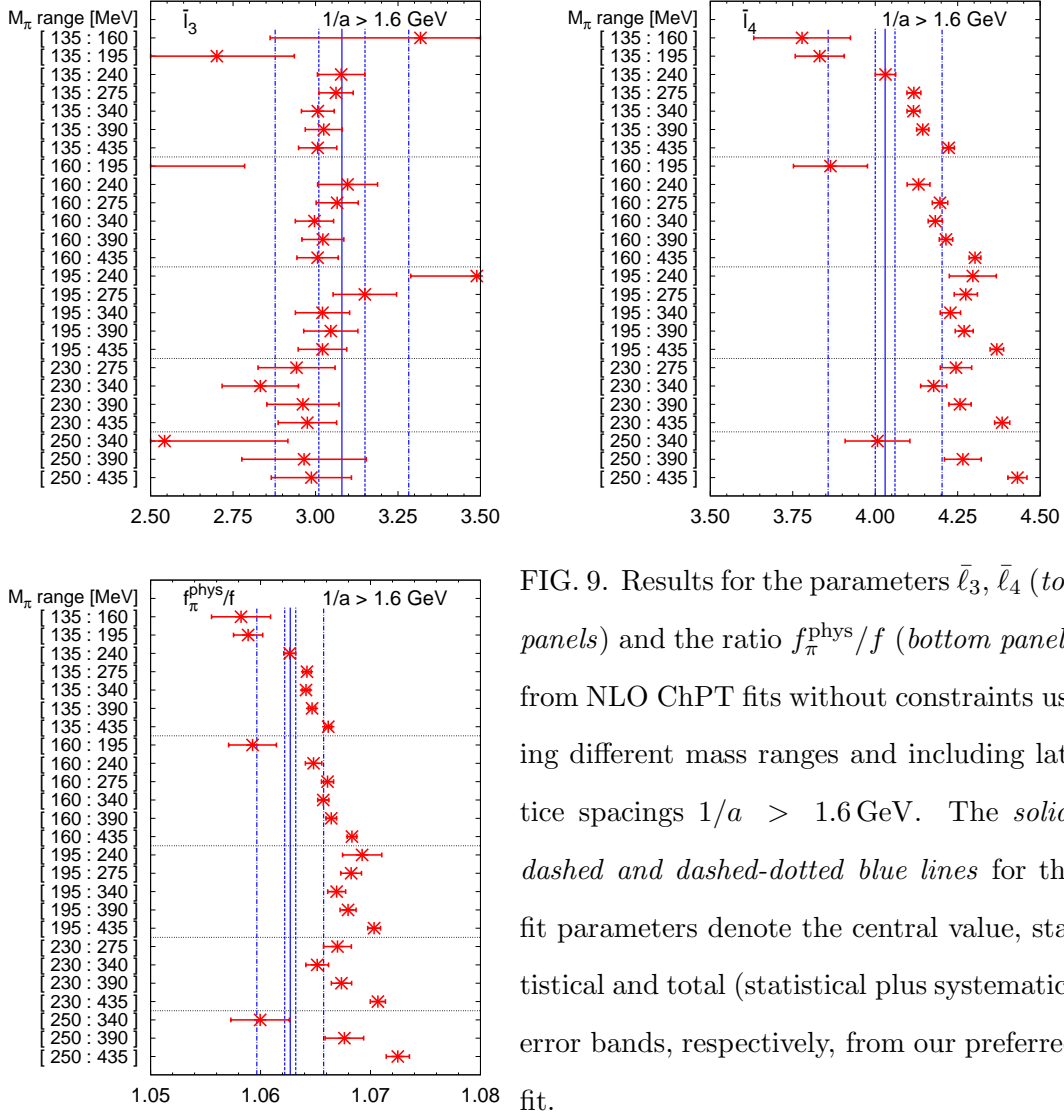 M_π range [MeV] l̄_3 1/a > 1.6 GeV
[ 135 : 160 ]
[ 135 : 195 ]
[ 135 : 240 ]
[ 135 : 275 ]
[ 135 : 340 ]
[ 135 : 390 ]
[ 135 : 435 ]
[ 160 : 195 ]
[ 160 : 240 ]
[ 160 : 275 ]
[ 160 : 340 ]
[ 160 : 390 ]
[ 160 : 435 ]
[ 195 : 240 ]
[ 195 : 275 ]
[ 195 : 340 ]
[ 195 : 390 ]
[ 195 : 435 ]
[ 230 : 275 ]
[ 230 : 340 ]
[ 230 : 390 ]
[ 230 : 435 ]
[ 250 : 340 ]
[ 250 : 390 ]
[ 250 : 435 ]
2.50 2.75 3.00 3.25 3.50
M_π range [MeV] l̄_4 1/a > 1.6 GeV
[ 135 : 160 ]
[ 135 : 195 ]
[ 135 : 240 ]
[ 135 : 275 ]
[ 135 : 340 ]
[ 135 : 390 ]
[ 135 : 435 ]
[ 160 : 195 ]
[ 160 : 240 ]
[ 160 : 275 ]
[ 160 : 340 ]
[ 160 : 390 ]
[ 160 : 435 ]
[ 195 : 240 ]
[ 195 : 275 ]
[ 195 : 340 ]
[ 195 : 390 ]
[ 195 : 435 ]
[ 230 : 275 ]
[ 230 : 340 ]
[ 230 : 390 ]
[ 230 : 435 ]
[ 250 : 340 ]
[ 250 : 390 ]
[ 250 : 435 ]
3.50 3.75 4.00 4.25 4.50
M_π range [MeV] f_π^phys/f 1/a > 1.6 GeV
[ 135 : 160 ]
[ 135 : 195 ]
[ 135 : 240 ]
[ 135 : 275 ]
[ 135 : 340 ]
[ 135 : 390 ]
[ 135 : 435 ]
[ 160 : 195 ]
[ 160 : 240 ]
[ 160 : 275 ]
[ 160 : 340 ]
[ 160 : 390 ]
[ 160 : 435 ]
[ 195 : 240 ]
[ 195 : 275 ]
[ 195 : 340 ]
[ 195 : 390 ]
[ 195 : 435 ]
[ 230 : 275 ]
[ 230 : 340 ]
[ 230 : 390 ]
[ 230 : 435 ]
[ 250 : 340 ]
[ 250 : 390 ]
[ 250 : 435 ]
1.05 1.06 1.07 1.08
FIG. 9. Results for the parameters ℓ̄_3, ℓ̄_4 (to
panels) and the ratio f_π^phys/f (bottom panel
from NLO ChPT fits without constraints us
ing different mass ranges and including lat
tice spacings 1/a > 1.6 GeV. The solid
dashed and dashed-dotted blue lines for th
fit parameters denote the central value, sta
tistical and total (statistical plus systematic
error bands, respectively, from our preferre
fit.